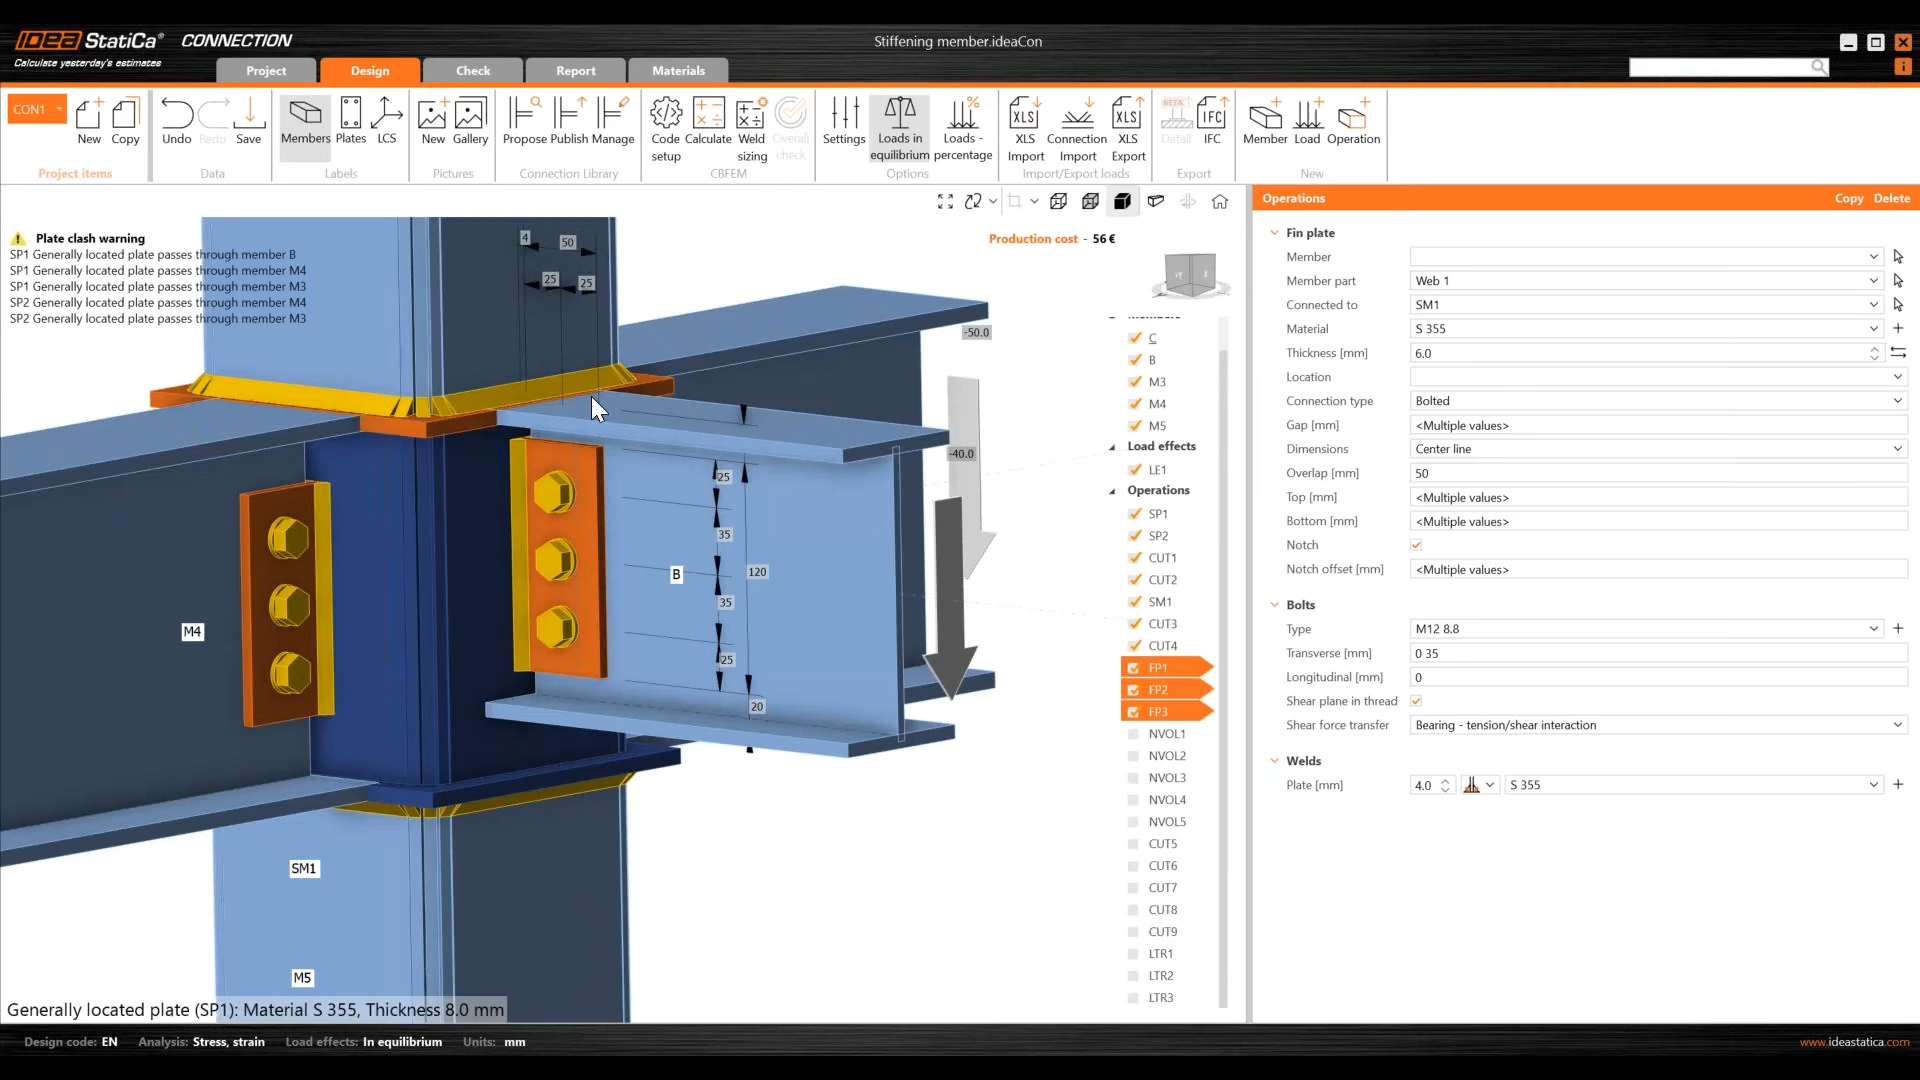 IDEA StatiCa® CONNECTION
Calculate yesterday's estimates
Stiffening member.ideaCon
Project Design Check Report Materials
CON1
New Copy Undo Redo Save Members Plates LCS New Gallery Propose Publish Manage Code setup Calculate Weld sizing Overall check Settings Loads in equilibrium Loads - percentage XLS Import Connection Import XLS Export BETA Detail IFC Member Load Operation
Project items Data Labels Pictures Connection Library CBFEM Options Import/Export loads Export New
Plate clash warning
SP1 Generally located plate passes through member B
SP1 Generally located plate passes through member M4
SP1 Generally located plate passes through member M3
SP2 Generally located plate passes through member M4
SP2 Generally located plate passes through member M3
Production cost - 56 €
4
50
25
25
-50.0
-40.0
25
35
120
B
35
25
20
M4
SM1
M5
Generally located plate (SP1): Material S 355, Thickness 8.0 mm
C
B
M3
M4
M5
Load effects
LE1
Operations
SP1
SP2
CUT1
CUT2
SM1
CUT3
CUT4
FP1
FP2
FP3
NVOL1
NVOL2
NVOL3
NVOL4
NVOL5
CUT5
CUT6
CUT7
CUT8
CUT9
LTR1
LTR2
LTR3
Operations Copy Delete
Fin plate
Member
Member part Web 1
Connected to SM1
Material S 355
Thickness [mm] 6.0
Location
Connection type Bolted
Gap [mm] <Multiple values>
Dimensions Center line
Overlap [mm] 50
Top [mm] <Multiple values>
Bottom [mm] <Multiple values>
Notch
Notch offset [mm] <Multiple values>
Bolts
Type M12 8.8
Transverse [mm] 0 35
Longitudinal [mm] 0
Shear plane in thread
Shear force transfer Bearing - tension/shear interaction
Welds
Plate [mm] 4.0 S 355
Design code: EN Analysis: Stress, strain Load effects: In equilibrium Units: mm
www.ideastatica.com